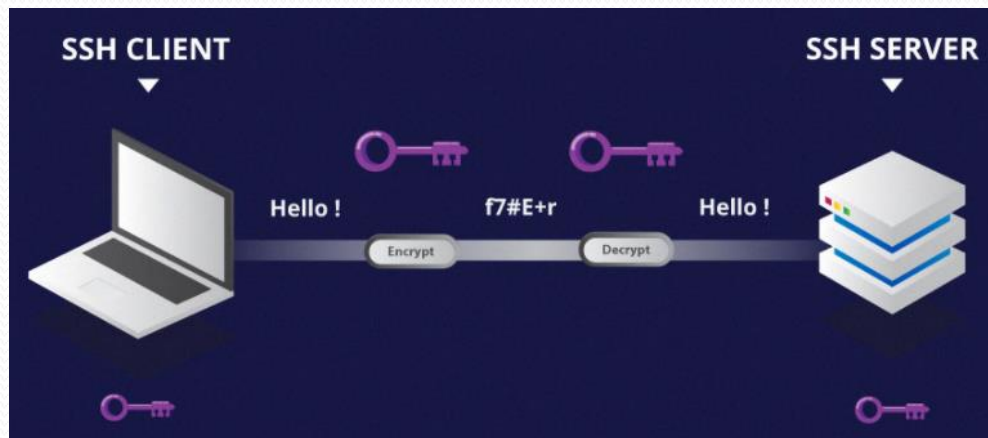 SSH CLIENT
SSH SERVER
Hello !
f7#E+r
Hello !
Encrypt
Decrypt